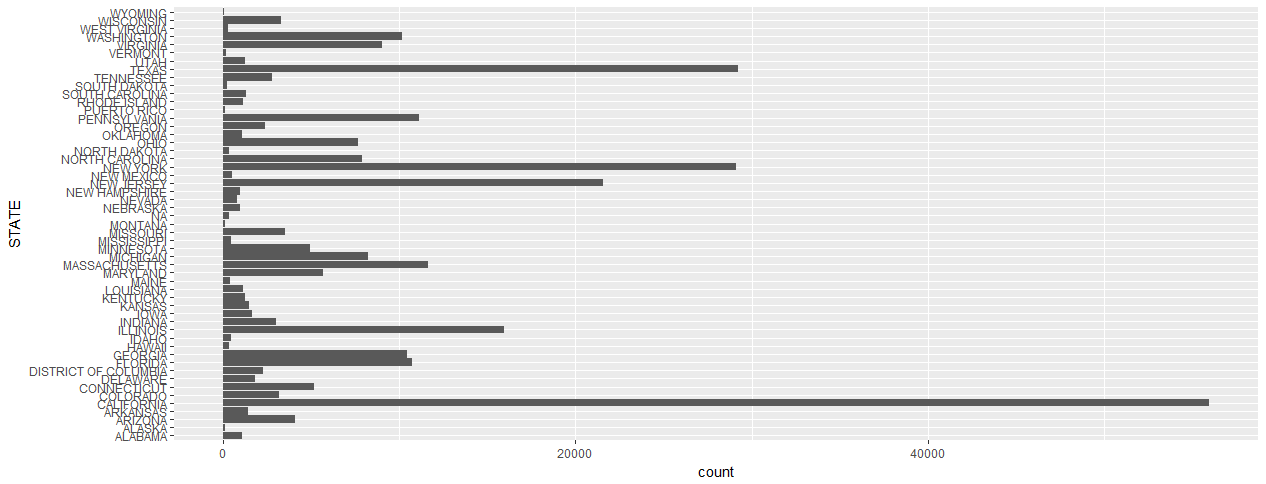 WYOMING
WISCONSIN
WEST VIRGINIA
WASHINGTON
VIRGINIA
VERMONT
UTAH
TEXAS
TENNESSEE
SOUTH DAKOTA
SOUTH CAROLINA
RHODE ISLAND
PUERTO RICO
PENNSYLVANIA
OREGON
OKLAHOMA
OHIO
NORTH DAKOTA
NORTH CAROLINA
NEW YORK
NEW MEXICO
NEW JERSEY
NEW HAMPSHIRE
NEVADA
NEBRASKA
NA
MONTANA
MISSOURI
MISSISSIPPI
MINNESOTA
MICHIGAN
MASSACHUSETTS
MARYLAND
MAINE
LOUISIANA
KENTUCKY
KANSAS
IOWA
INDIANA
ILLINOIS
IDAHO
HAWAII
GEORGIA
FLORIDA
DISTRICT OF COLUMBIA
DELAWARE
CONNECTICUT
COLORADO
CALIFORNIA
ARKANSAS
ARIZONA
ALASKA
ALABAMA
STATE
0 20000 40000
count